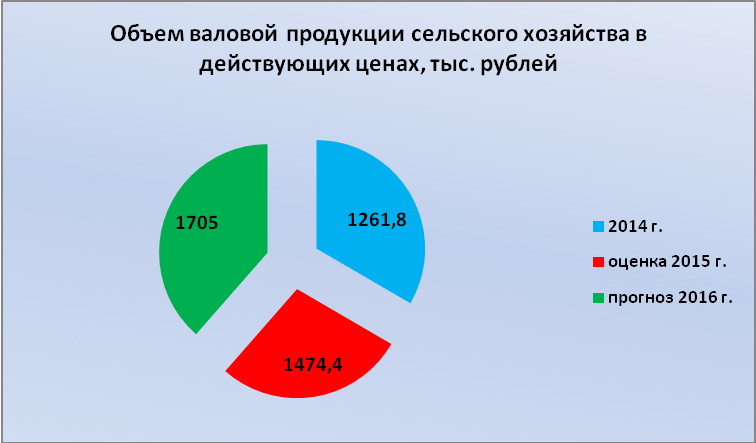 Объем валовой продукции сельского хозяйства в
действующих ценах, тыс. рублей
1705
1261,8
1474,4
2014 г.
оценка 2015 г.
прогноз 2016 г.